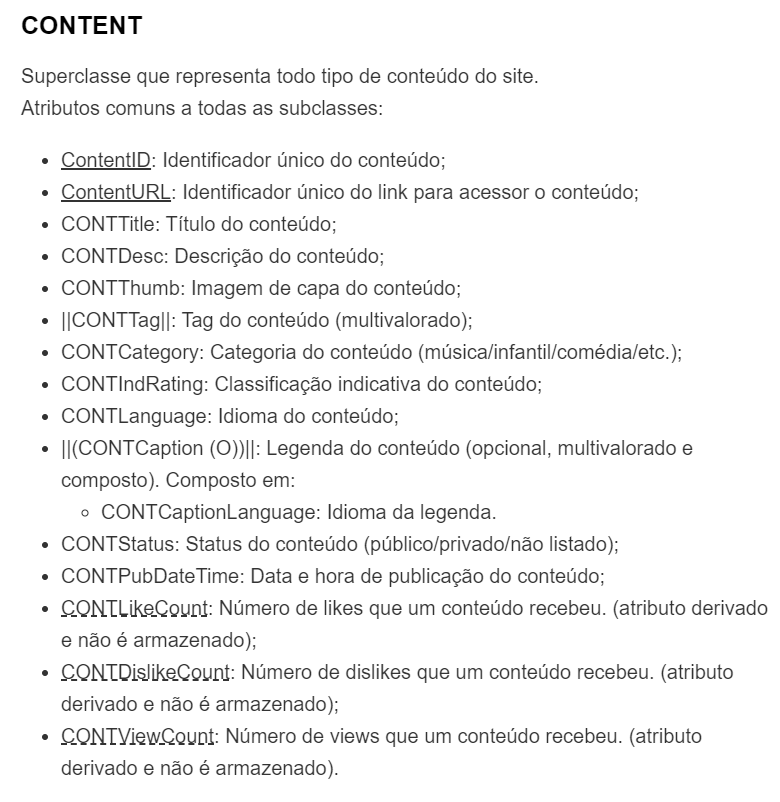 CONTENT
Superclasse que representa todo tipo de conteúdo do site.
Atributos comuns a todas as subclasses:
• ContentID: Identificador único do conteúdo;
• ContentURL: Identificador único do link para acessor o conteúdo;
• CONTTitle: Título do conteúdo;
• CONTDesc: Descrição do conteúdo;
• CONTThumb: Imagem de capa do conteúdo;
• ||CONTTag||: Tag do conteúdo (multivalorado);
• CONTCategory: Categoria do conteúdo (música/infantil/comédia/etc.);
• CONTIndRating: Classificação indicativa do conteúdo;
• CONTLanguage: Idioma do conteúdo;
• ||(CONTCaption (O))||: Legenda do conteúdo (opcional, multivalorado e
composto). Composto em:
◦ CONTCaptionLanguage: Idioma da legenda.
• CONTStatus: Status do conteúdo (público/privado/não listado);
• CONTPubDateTime: Data e hora de publicação do conteúdo;
• CONTLikeCount: Número de likes que um conteúdo recebeu. (atributo derivado
e não é armazenado);
• CONTDislikeCount: Número de dislikes que um conteúdo recebeu. (atributo
derivado e não é armazenado);
• CONTViewCount: Número de views que um conteúdo recebeu. (atributo
derivado e não é armazenado).